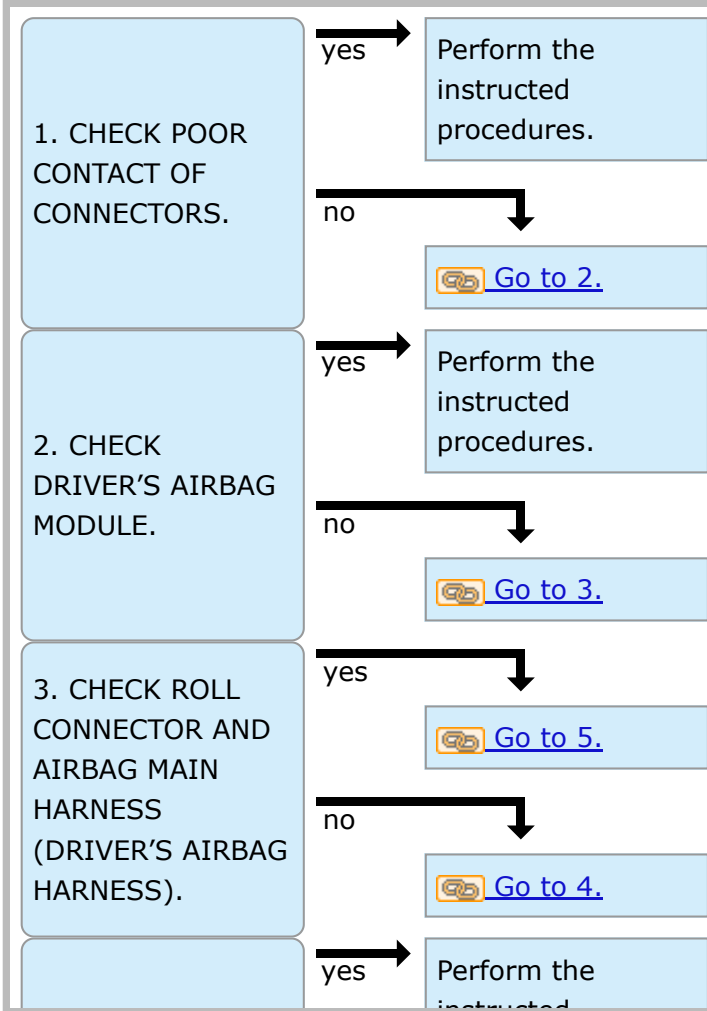 yes
Perform the
instructed
procedures.
1. CHECK POOR
CONTACT OF
CONNECTORS.
no
Go to 2.
yes
Perform the
instructed
procedures.
2. CHECK
DRIVER’S AIRBAG
MODULE.
no
Go to 3.
yes
3. CHECK ROLL
CONNECTOR AND
AIRBAG MAIN
HARNESS
(DRIVER’S AIRBAG
HARNESS).
Go to 5.
no
Go to 4.
yes
Perform the
instructed